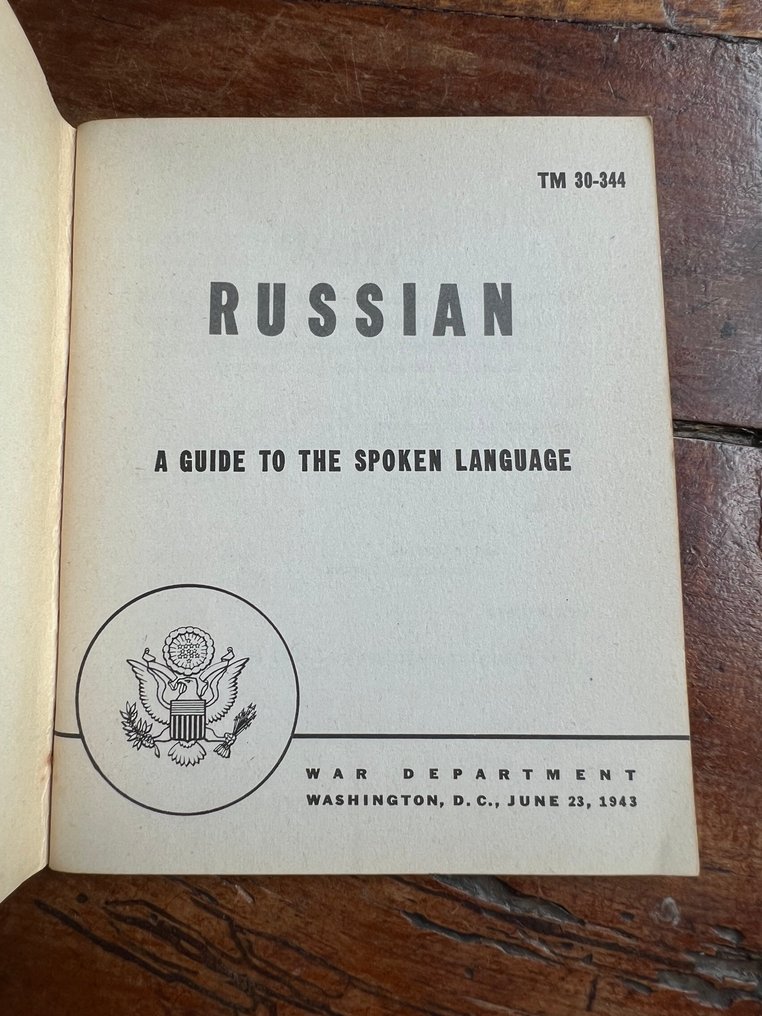 TM 30-344
RUSSIAN
A GUIDE TO THE SPOKEN LANGUAGE
WAR DEPARTMENT
WASHINGTON, D. C., JUNE 23, 1943